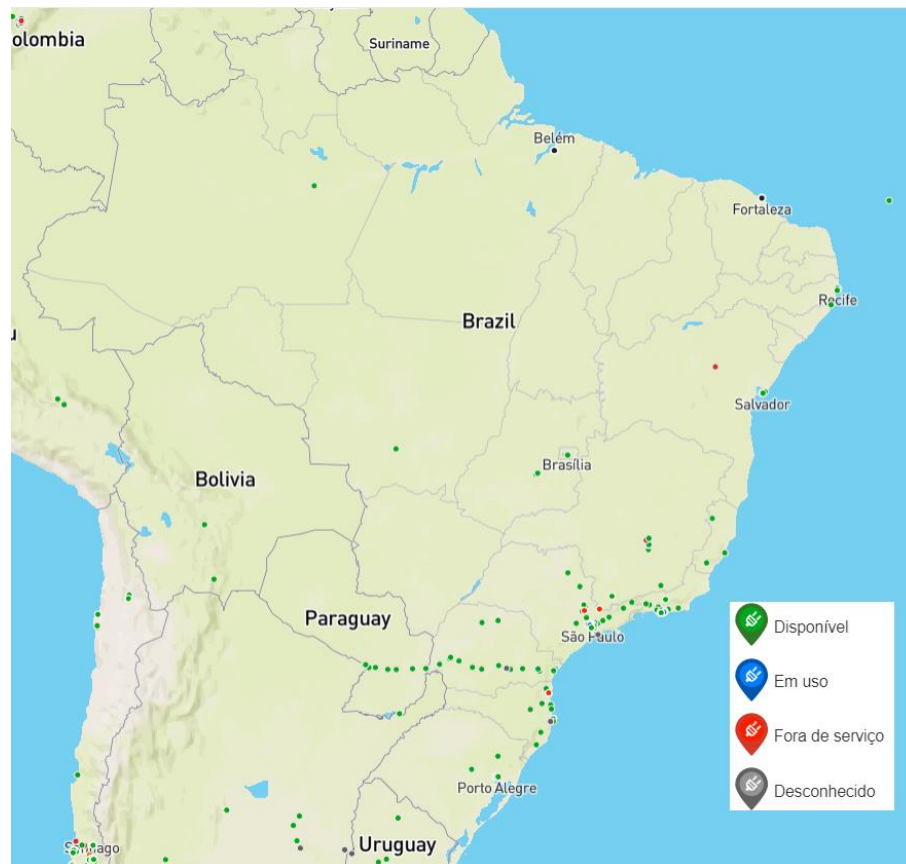 olombia
Suriname
Belém
Fortaleza
Recife
Brazil
u
Salvador
Brasília
Bolivia
Paraguay
São Paulo
Disponível
Em uso
Fora de serviço
Desconhecido
Porto Alegre
Santiago
Uruguay